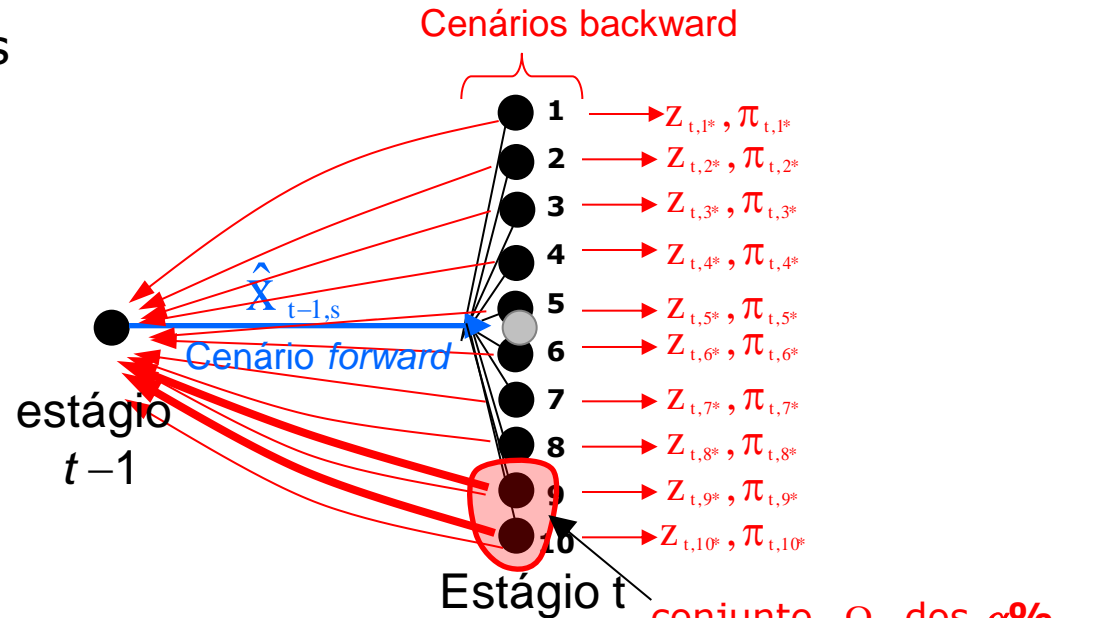 s
Cenários backward
1 z t,1* , π t,1*
2 z t,2* , π t,2*
3 z t,3* , π t,3*
4 z t,4* , π t,4*
x̂ t−1,s
5 z t,5* , π t,5*
Cenário forward
6 z t,6* , π t,6*
7 z t,7* , π t,7*
estágio
t −1
8 z t,8* , π t,8*
9 z t,9* , π t,9*
10 z t,10* , π t,10*
Estágio t
conjunto Ω dos α%